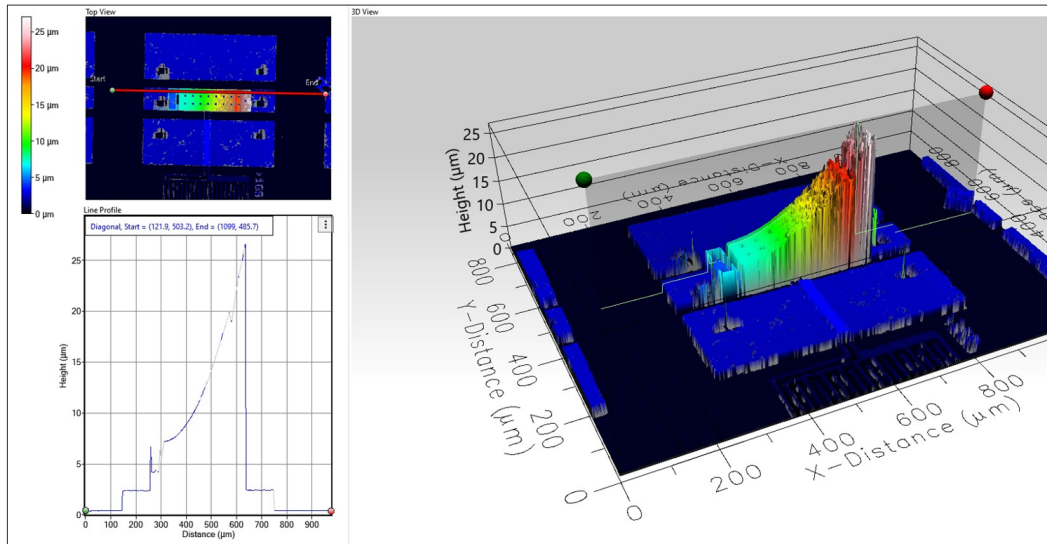 Top View
25 µm
20 µm
15 µm
10 µm
5 µm
0 µm
Start
End
Line Profile
Diagonal, Start = (121.9, 503.2), End = (1099, 485.7)
25
20
15
10
5
0
Height (µm)
0 100 200 300 400 500 600 700 800 900
Distance (µm)
3D View
Height (µm)
25
20
15
10
5
0
X-Distance (µm)
0
200
400
600
800
800
600
400
200
0
Y-Distance (µm)
0
200
400
600
800
X-Distance (µm)
800
600
400